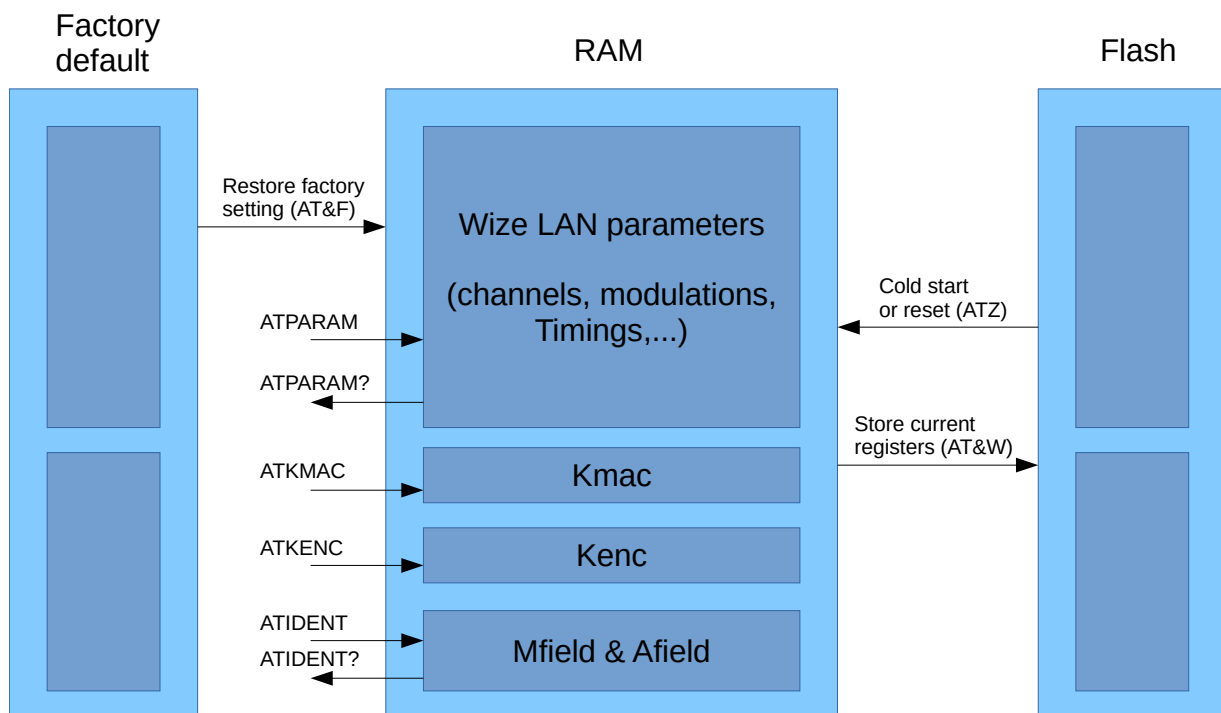 Factory
default
RAM
Flash
Restore factory
setting (AT&F)
Wize LAN parameters
(channels, modulations,
Timings,...)
Cold start
or reset (ATZ)
ATPARAM
ATPARAM?
Store current
registers (AT&W)
ATKMAC
Kmac
ATKENC
Kenc
ATIDENT
ATIDENT?
Mfield & Afield